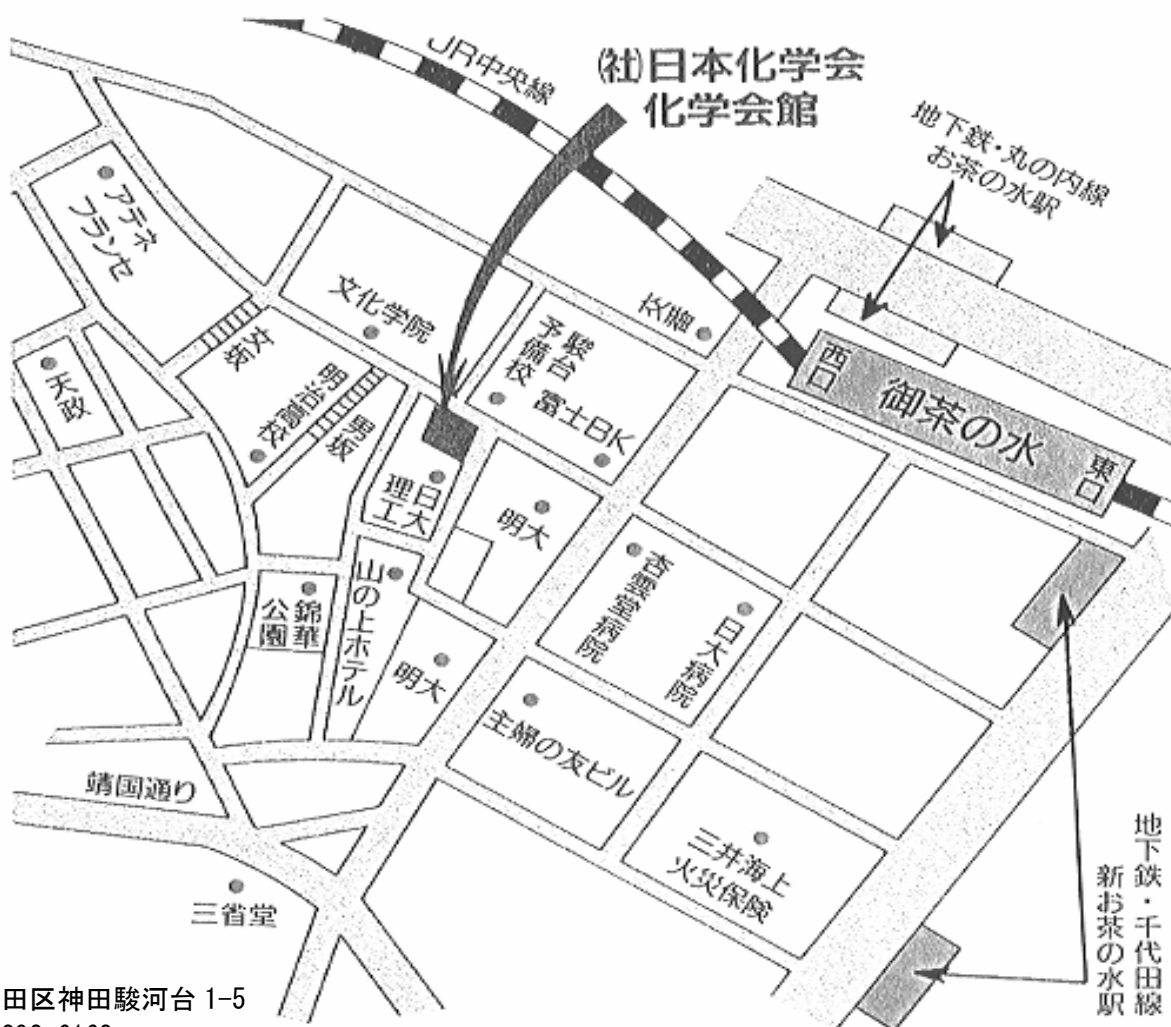 JR中央線
㈳日本化学会
化学会館
地下鉄・丸の内線
お茶の水駅
アテネ
フランセ
文化学院
交番
駿台
予備校
富士BK
西口
御茶の水
東口
天政
女坂
明治高校
男坂
日大
理工
明大
杏雲堂病院
日大病院
錦華
公園
山の上ホテル
明大
主婦の友ビル
靖国通り
三井海上
火災保険
三省堂
地下鉄・千代田線
新お茶の水駅
田区神田駿河台 1-5